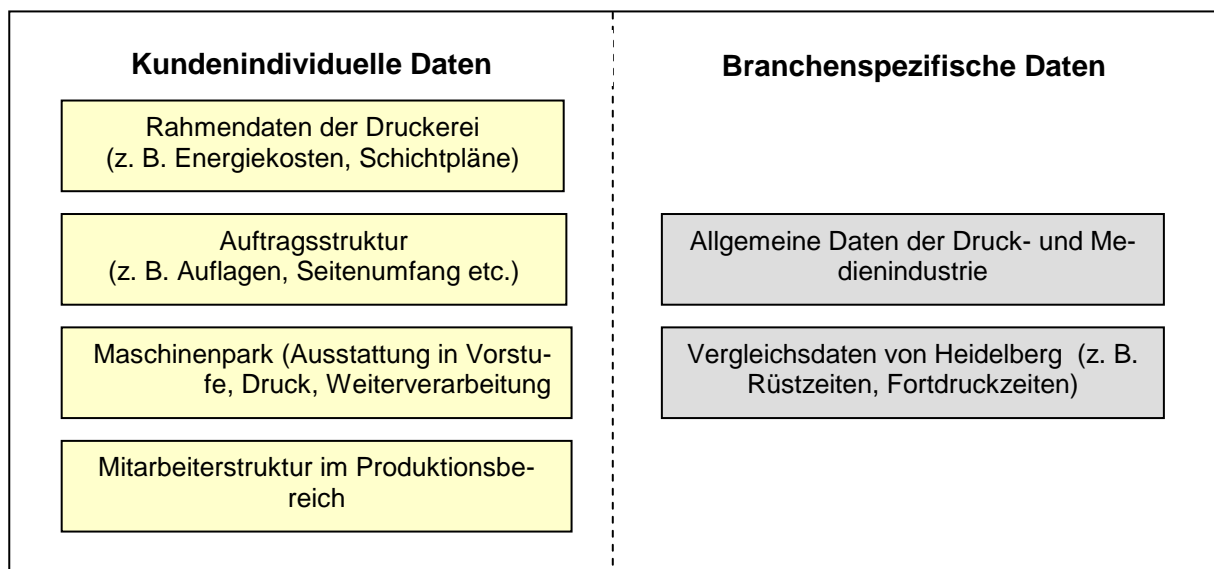 Kundenindividuelle Daten
Rahmendaten der Druckerei
(z. B. Energiekosten, Schichtpläne)
Auftragsstruktur
(z. B. Auflagen, Seitenumfang etc.)
Maschinenpark (Ausstattung in Vorstu-
fe, Druck, Weiterverarbeitung
Mitarbeiterstruktur im Produktionsbe-
reich
Branchenspezifische Daten
Allgemeine Daten der Druck- und Me-
dienindustrie
Vergleichsdaten von Heidelberg (z. B.
Rüstzeiten, Fortdruckzeiten)